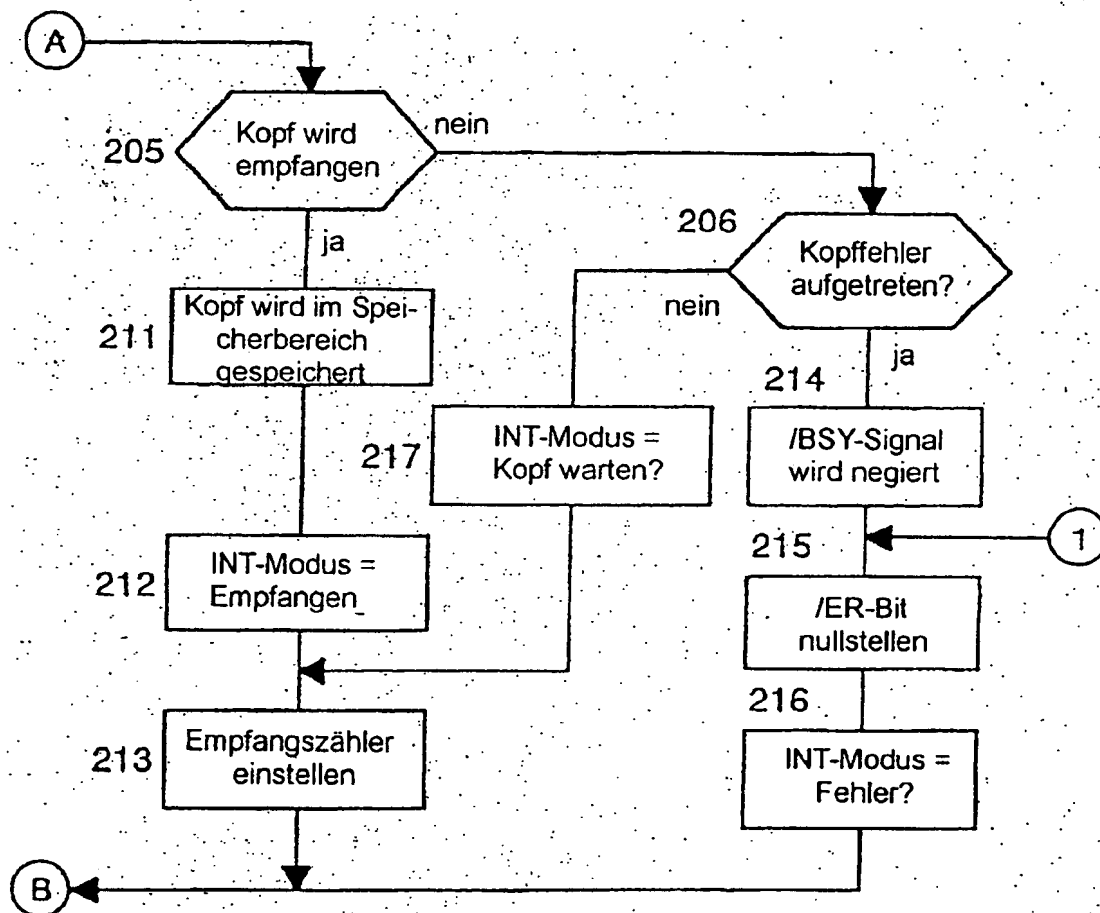 A
205
Kopf wird
empfangen
nein
ja
206
Kopffehler
aufgetreten?
nein
ja
211
Kopf wird im Spei-
cherbereich
gespeichert
217
INT-Modus =
Kopf warten?
214
/BSY-Signal
wird negiert
1
212
INT-Modus =
Empfangen
215
/ER-Bit
nullstellen
213
Empfangszähler
einstellen
216
INT-Modus =
Fehler?
B